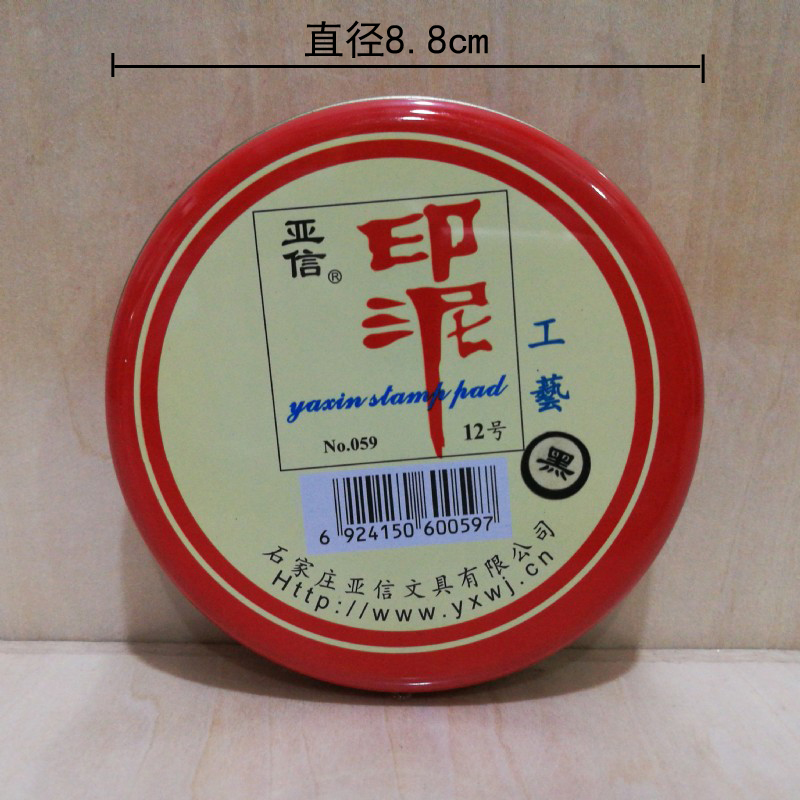 直径8.8cm
亚信®
印泥
工藝
yaxin stamp pad
No.059
12号
黑
6 924150 600597
石家庄亚信文具有限公司
Http://www.yxwj.cn